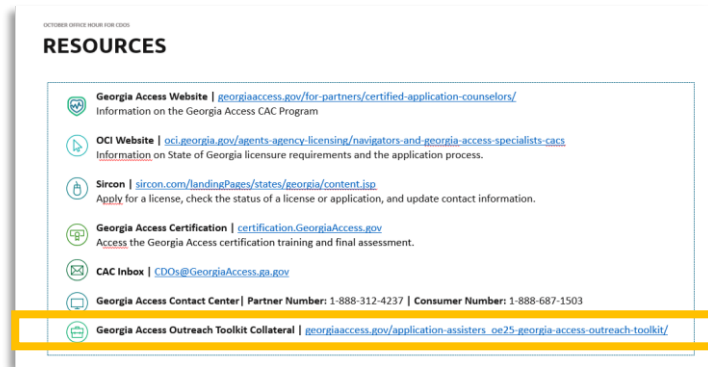 OCTOBER OFFICE HOUR FOR CDOS
RESOURCES
Georgia Access Website | georgiaaccess.gov/for-partners/certified-application-counselors/
Information on the Georgia Access CAC Program
OCI Website | oci.georgia.gov/agents-agency-licensing/navigators-and-georgia-access-specialists-cacs
Information on State of Georgia licensure requirements and the application process.
Sircon | sircon.com/landingPages/states/georgia/content.jsp
Apply for a license, check the status of a license or application, and update contact information.
Georgia Access Certification | certification.GeorgiaAccess.gov
Access the Georgia Access certification training and final assessment.
CAC Inbox | CDOs@GeorgiaAccess.ga.gov
Georgia Access Contact Center| Partner Number: 1-888-312-4237 | Consumer Number: 1-888-687-1503
Georgia Access Outreach Toolkit Collateral | georgiaaccess.gov/application-assisters_oe25-georgia-access-outreach-toolkit/